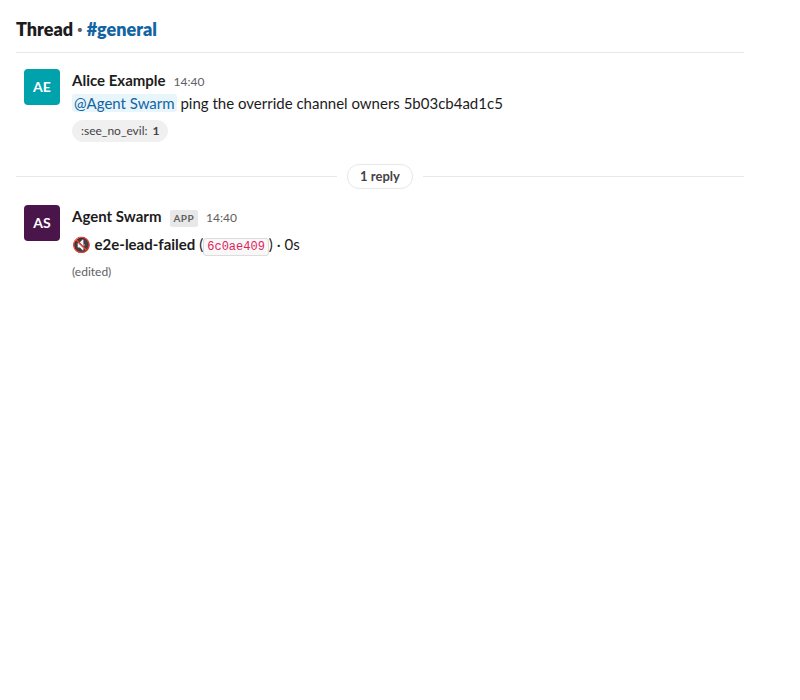 Thread • #general
AE
Alice Example 14:40
@Agent Swarm ping the override channel owners 5b03cb4ad1c5
:see_no_evil: 1
1 reply
AS
Agent Swarm APP 14:40
🔇 e2e-lead-failed (6c0ae409) · 0s
(edited)